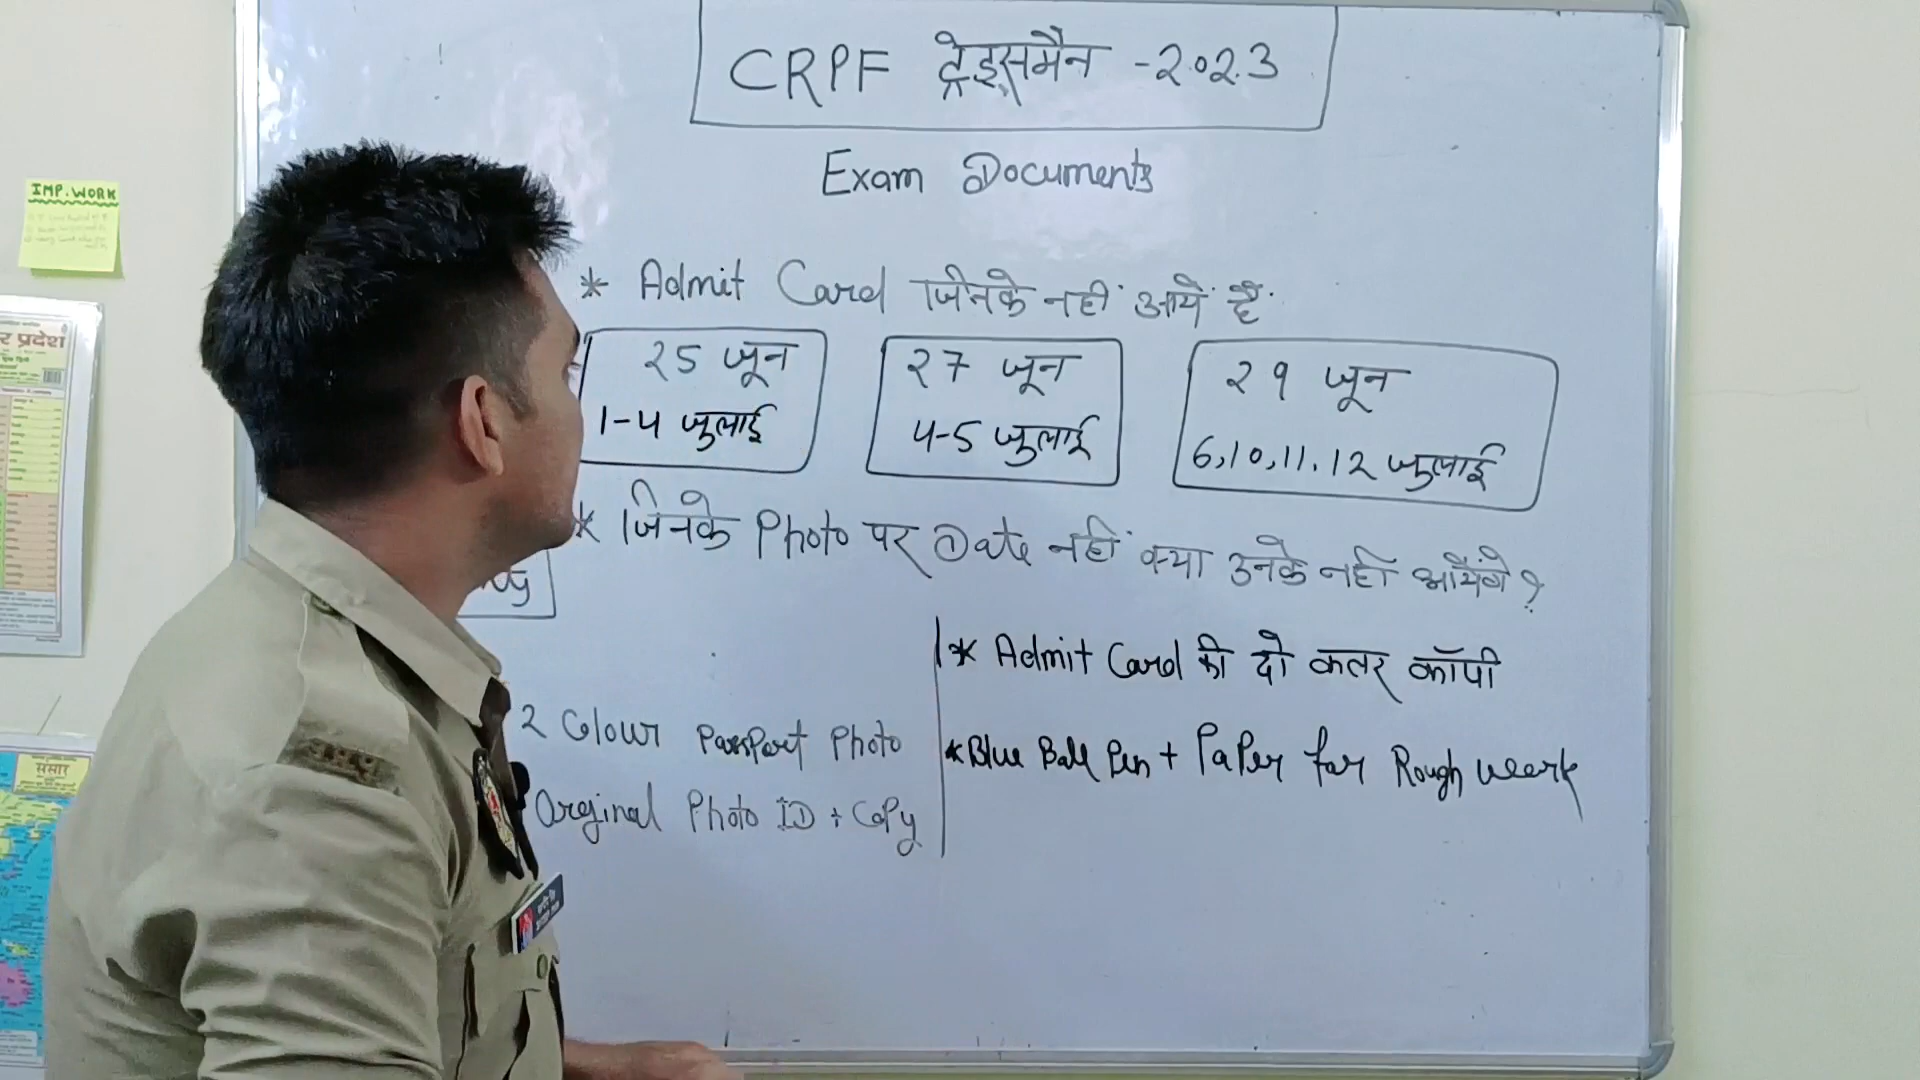 CRPF ट्रेड्समैन -2023
Exam Documents
* Admit Card जिनके नहीं आये हैं
25 जून
1-4 जुलाई
27 जून
4-5 जुलाई
29 जून
6,10,11,12 जुलाई
* जिनके Photo पर Date नहीं क्या उनके नहीं आयेंगे ?
2 Colour PassPort Photo
Orginal Photo ID + Copy
* Admit Card की दो कलर कॉपी
* Blue Ball Pen + PaPer for Rough work
IMP. WORK
र प्रदेश
संसार